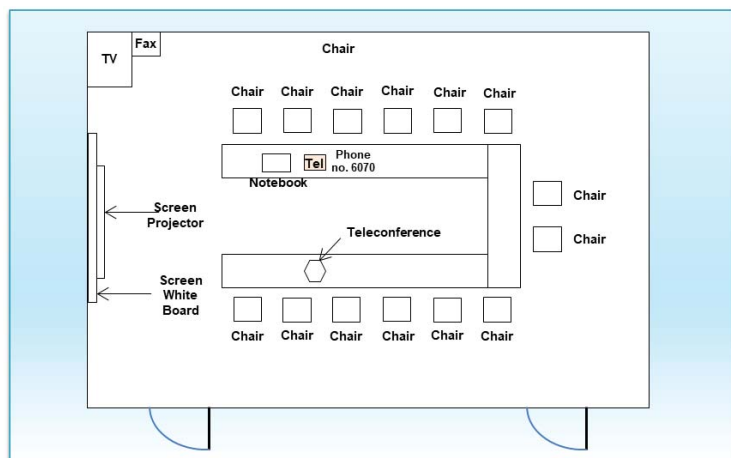 Fax
TV
Chair
Chair Chair Chair Chair Chair Chair
Tel
Phone
no. 6070
Notebook
Chair
Screen
Projector
Teleconference
Chair
Screen
White
Board
Chair Chair Chair Chair Chair Chair